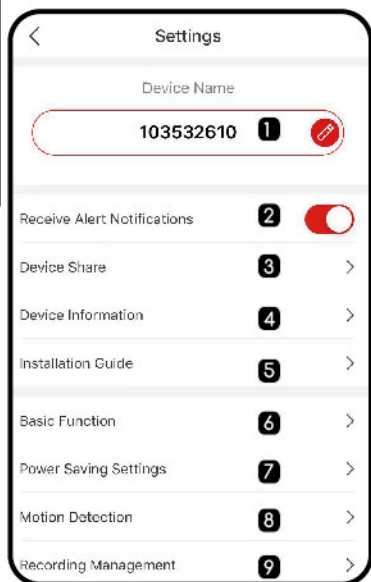 Settings
Device Name
103532610 1
Receive Alert Notifications 2
Device Share 3
Device Information 4
Installation Guide 5
Basic Function 6
Power Saving Settings 7
Motion Detection 8
Recording Management 9